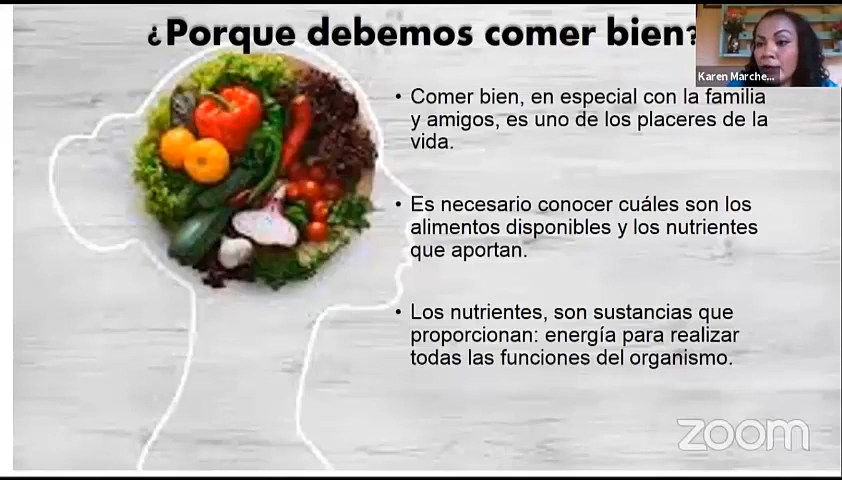 ¿Porque debemos comer bien?
Karen Marche...
• Comer bien, en especial con la familia
y amigos, es uno de los placeres de la
vida.
• Es necesario conocer cuáles son los
alimentos disponibles y los nutrientes
que aportan.
• Los nutrientes, son sustancias que
proporcionan: energía para realizar
todas las funciones del organismo.
zoom